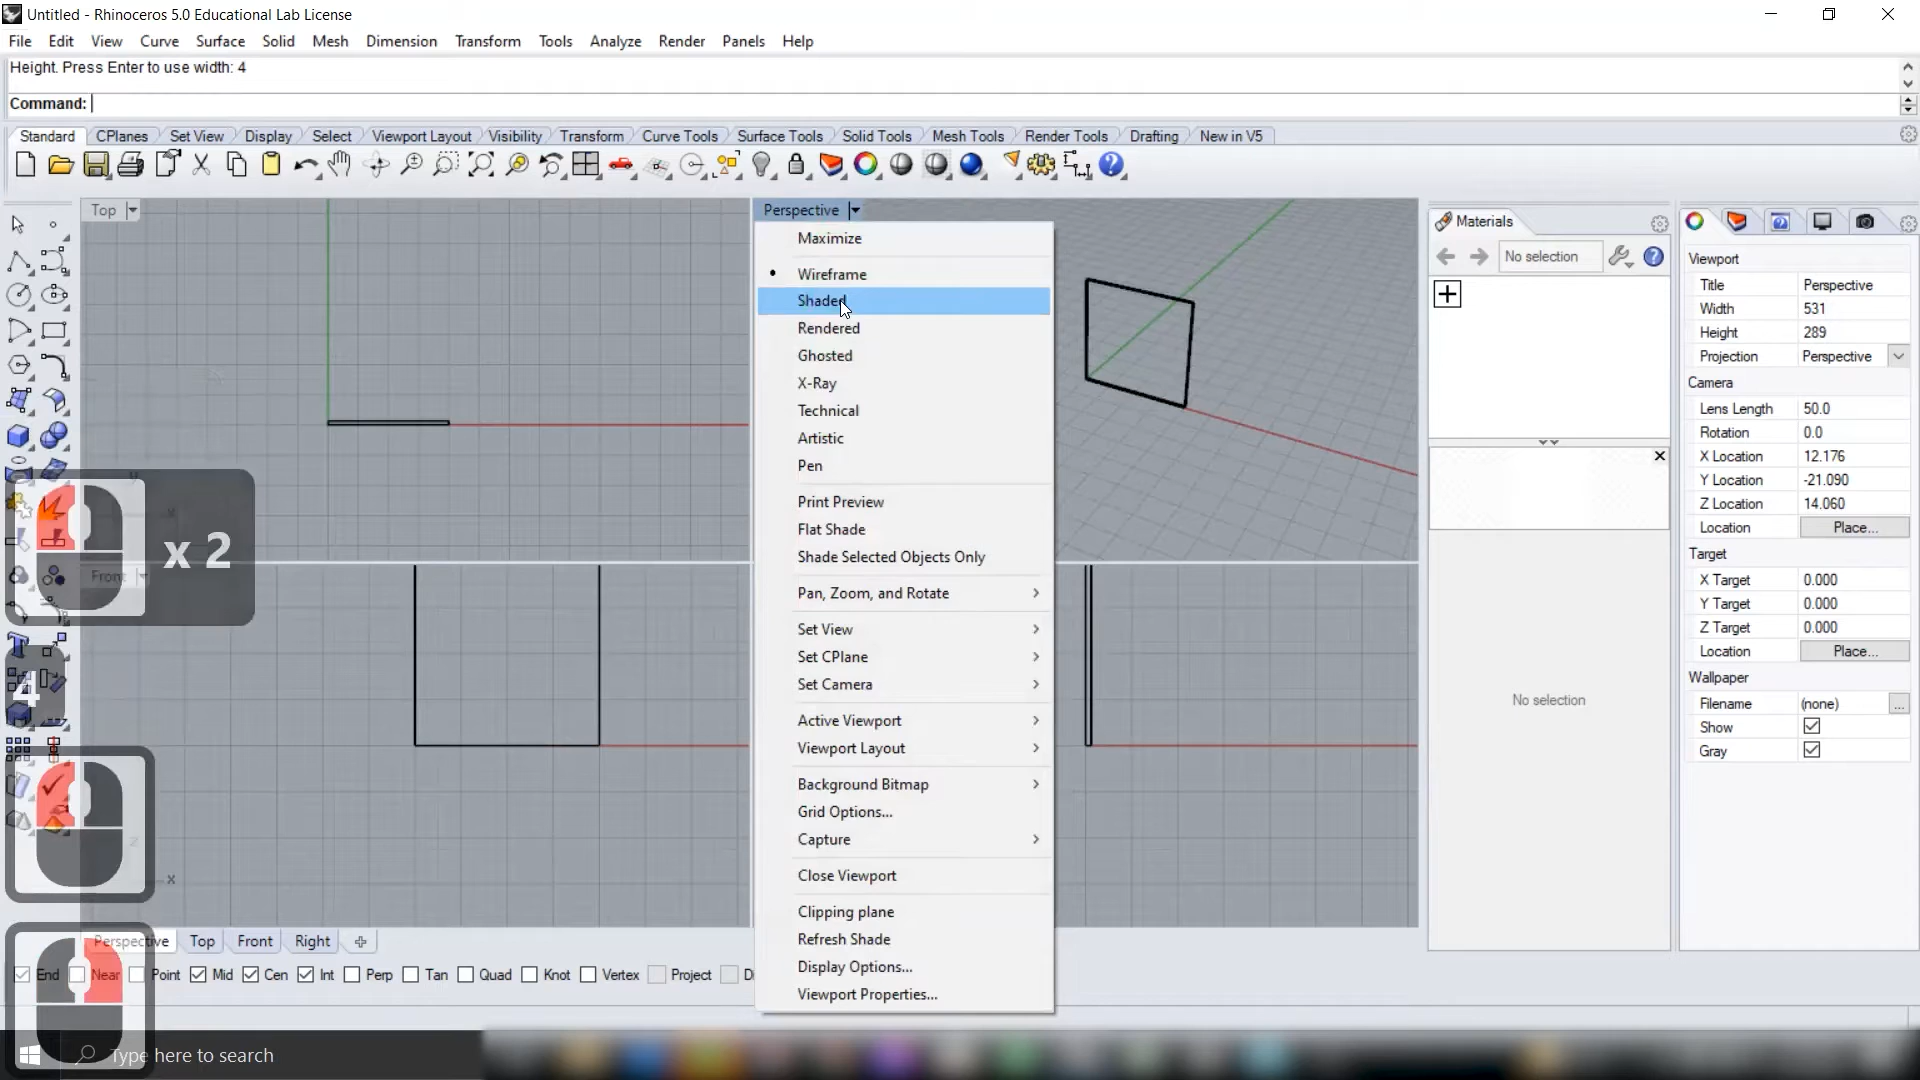 Untitled - Rhinoceros 5.0 Educational Lab License
File Edit View Curve Surface Solid Mesh Dimension Transform Tools Analyze Render Panels Help
Height. Press Enter to use width: 4
Command:
Standard CPlanes Set View Display Select Viewport Layout Visibility Transform Curve Tools Surface Tools Solid Tools Mesh Tools Render Tools Drafting New in V5
Top
Perspective
Maximize
Wireframe
Shaded
Rendered
Ghosted
X-Ray
Technical
Artistic
Pen
Print Preview
Flat Shade
Shade Selected Objects Only
Pan, Zoom, and Rotate
Set View
Set CPlane
Set Camera
Active Viewport
Viewport Layout
Background Bitmap
Grid Options...
Capture
Close Viewport
Clipping plane
Refresh Shade
Display Options...
Viewport Properties...
Materials
No selection
No selection
Viewport
Title Perspective
Width 531
Height 289
Projection Perspective
Camera
Lens Length 50.0
Rotation 0.0
X Location 12.176
Y Location -21.090
Z Location 14.060
Location Place...
Target
X Target 0.000
Y Target 0.000
Z Target 0.000
Location Place...
Wallpaper
Filename (none) ...
Show
Gray
x 2
Front
4
y
x
z
x
Perspective Top Front Right
End Near Point Mid Cen Int Perp Tan Quad Knot Vertex Project
Type here to search